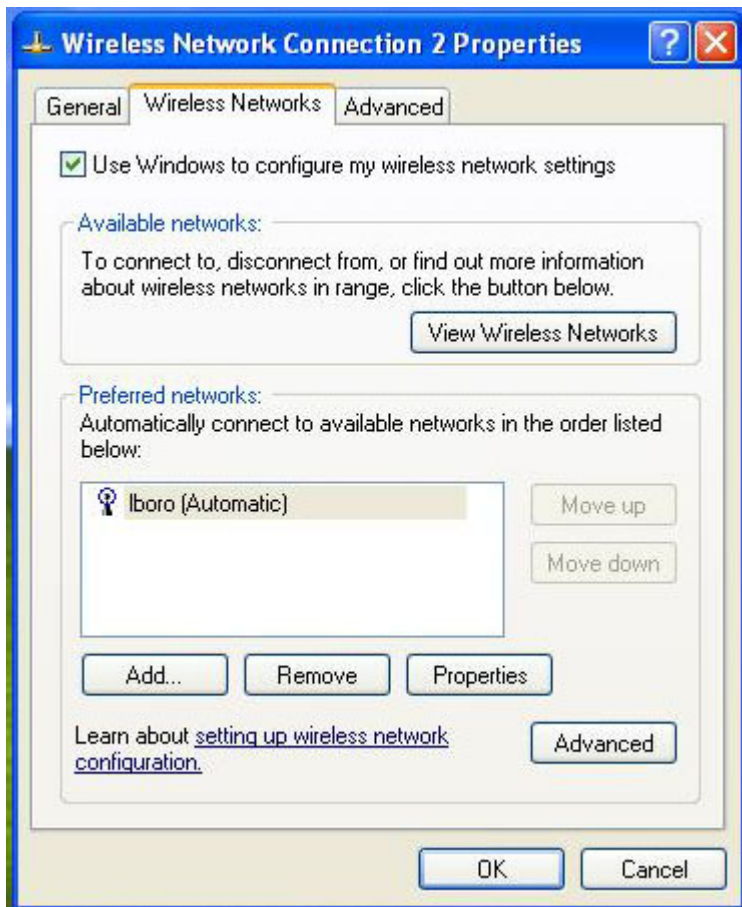 Wireless Network Connection 2 Properties
General Wireless Networks Advanced
Use Windows to configure my wireless network settings
Available networks:
To connect to, disconnect from, or find out more information
about wireless networks in range, click the button below.
View Wireless Networks
Preferred networks:
Automatically connect to available networks in the order listed
below:
lboro (Automatic)
Move up
Move down
Add... Remove Properties
Learn about setting up wireless network
configuration.
Advanced
OK Cancel